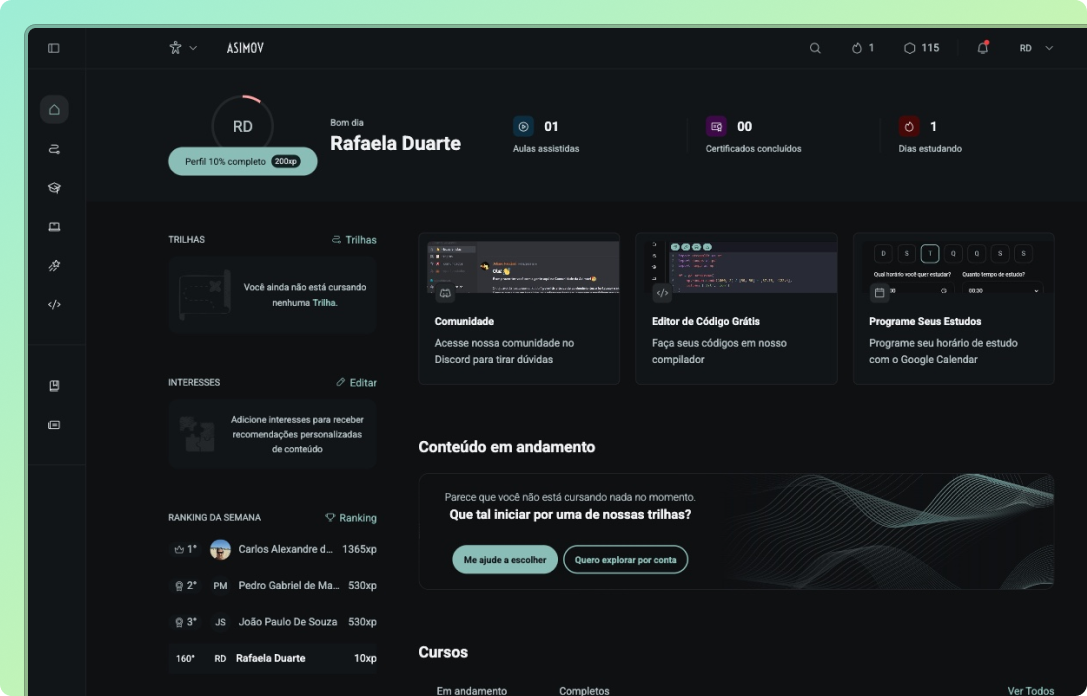 ASIMOV
1
115
RD
RD
Perfil 10% completo 200xp
Bom dia
Rafaela Duarte
01
Aulas assistidas
00
Certificados concluídos
1
Dias estudando
TRILHAS
Trilhas
Você ainda não está cursando
nenhuma Trilha.
INTERESSES
Editar
Adicione interesses para receber
recomendações personalizadas
de conteúdo
RANKING DA SEMANA
Ranking
1° Carlos Alexandre d... 1365xp
2° PM Pedro Gabriel de Ma... 530xp
3° JS João Paulo De Souza 530xp
160° RD Rafaela Duarte 10xp
Olá!
Comunidade
Acesse nossa comunidade no
Discord para tirar dúvidas
Editor de Código Grátis
Faça seus códigos em nosso
compilador
D S T Q Q S S
Qual horário você quer estudar?
Quanto tempo de estudo?
00:30
Programe Seus Estudos
Programe seu horário de estudo
com o Google Calendar
Conteúdo em andamento
Parece que você não está cursando nada no momento.
Que tal iniciar por uma de nossas trilhas?
Me ajude a escolher
Quero explorar por conta
Cursos
Em andamento
Completos
Ver Todos